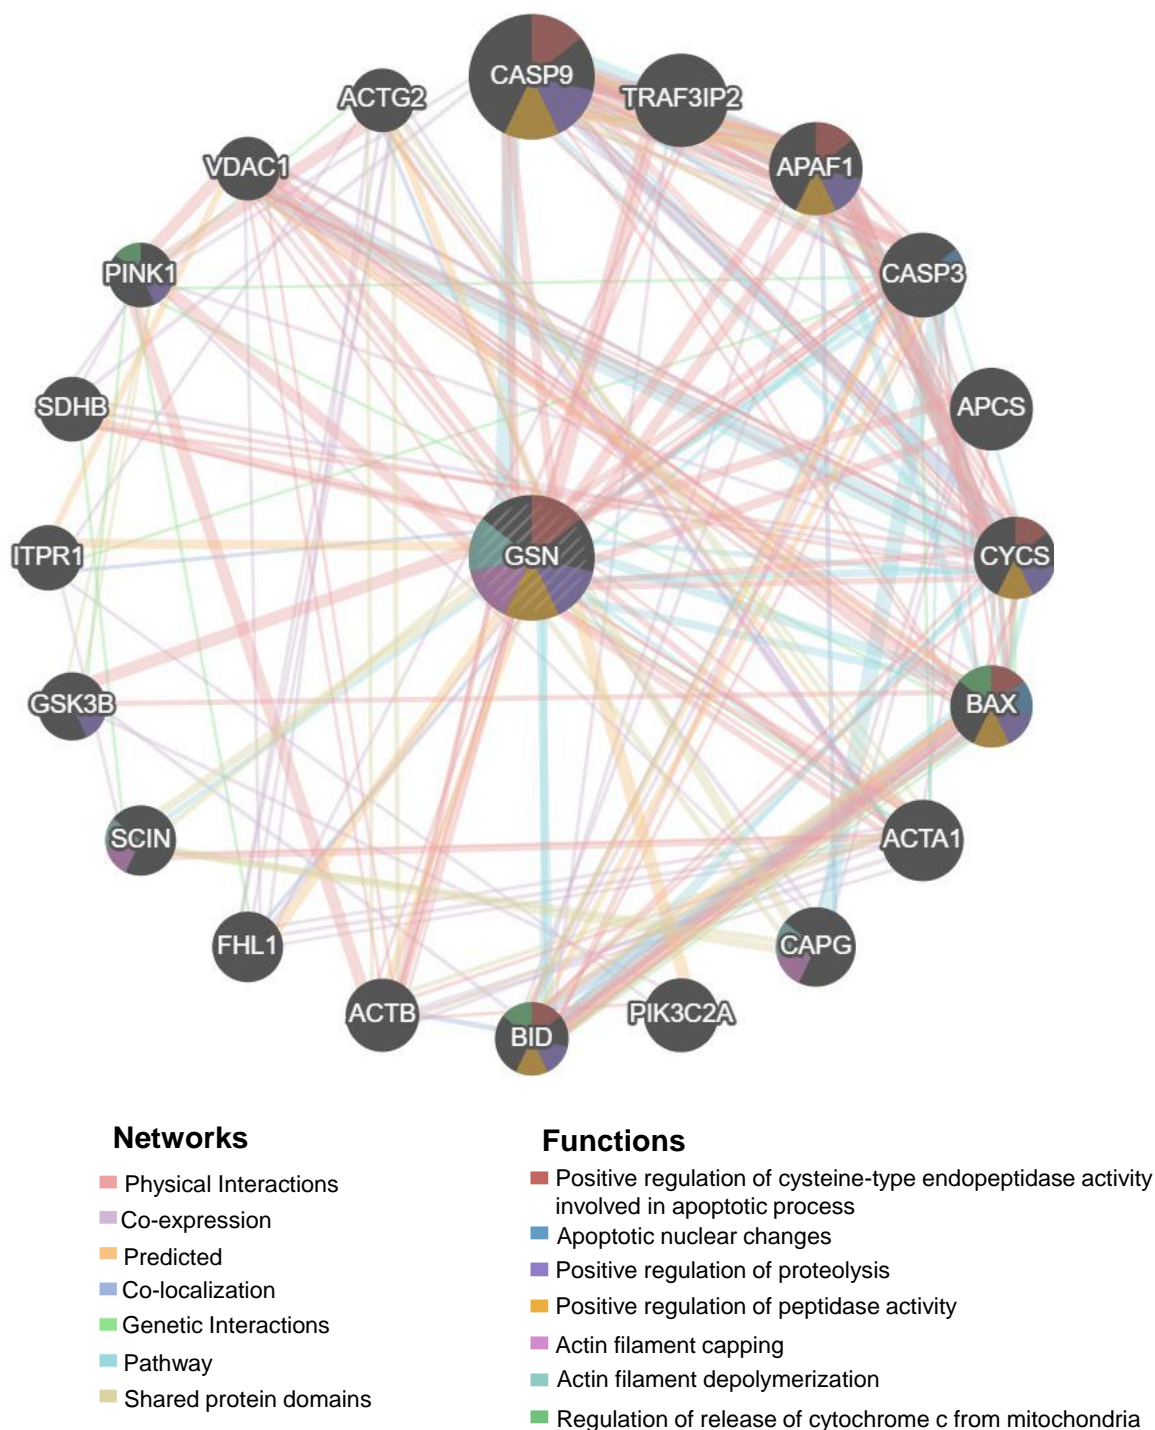 CASP9
TRAF3IP2
ACTG2
APAF1
VDAC1
CASP3
PINK1
APCS
SDHB
GSN
CYCS
ITPR1
BAX
GSK3B
ACTA1
SCIN
CAPG
FHL1
ACTB
PIK3C2A
BID
Networks
Physical Interactions
Co-expression
Predicted
Co-localization
Genetic Interactions
Pathway
Shared protein domains
Functions
Positive regulation of cysteine-type endopeptidase activity
involved in apoptotic process
Apoptotic nuclear changes
Positive regulation of proteolysis
Positive regulation of peptidase activity
Actin filament capping
Actin filament depolymerization
Regulation of release of cytochrome c from mitochondria